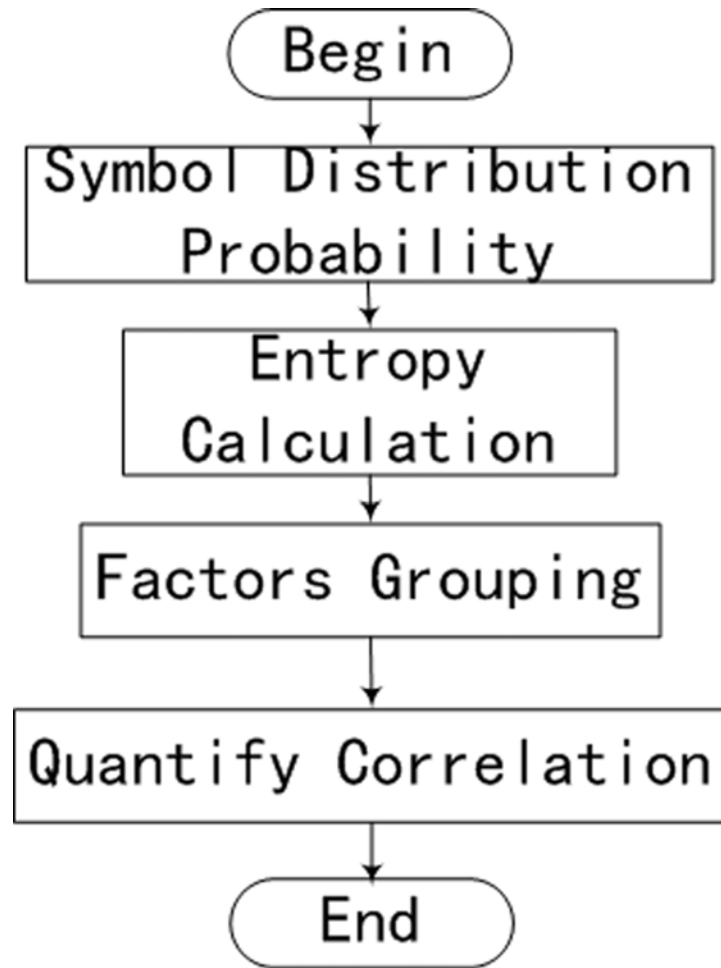 Begin
Symbol Distribution
Probability
Entropy
Calculation
Factors Grouping
Quantify Correlation
End